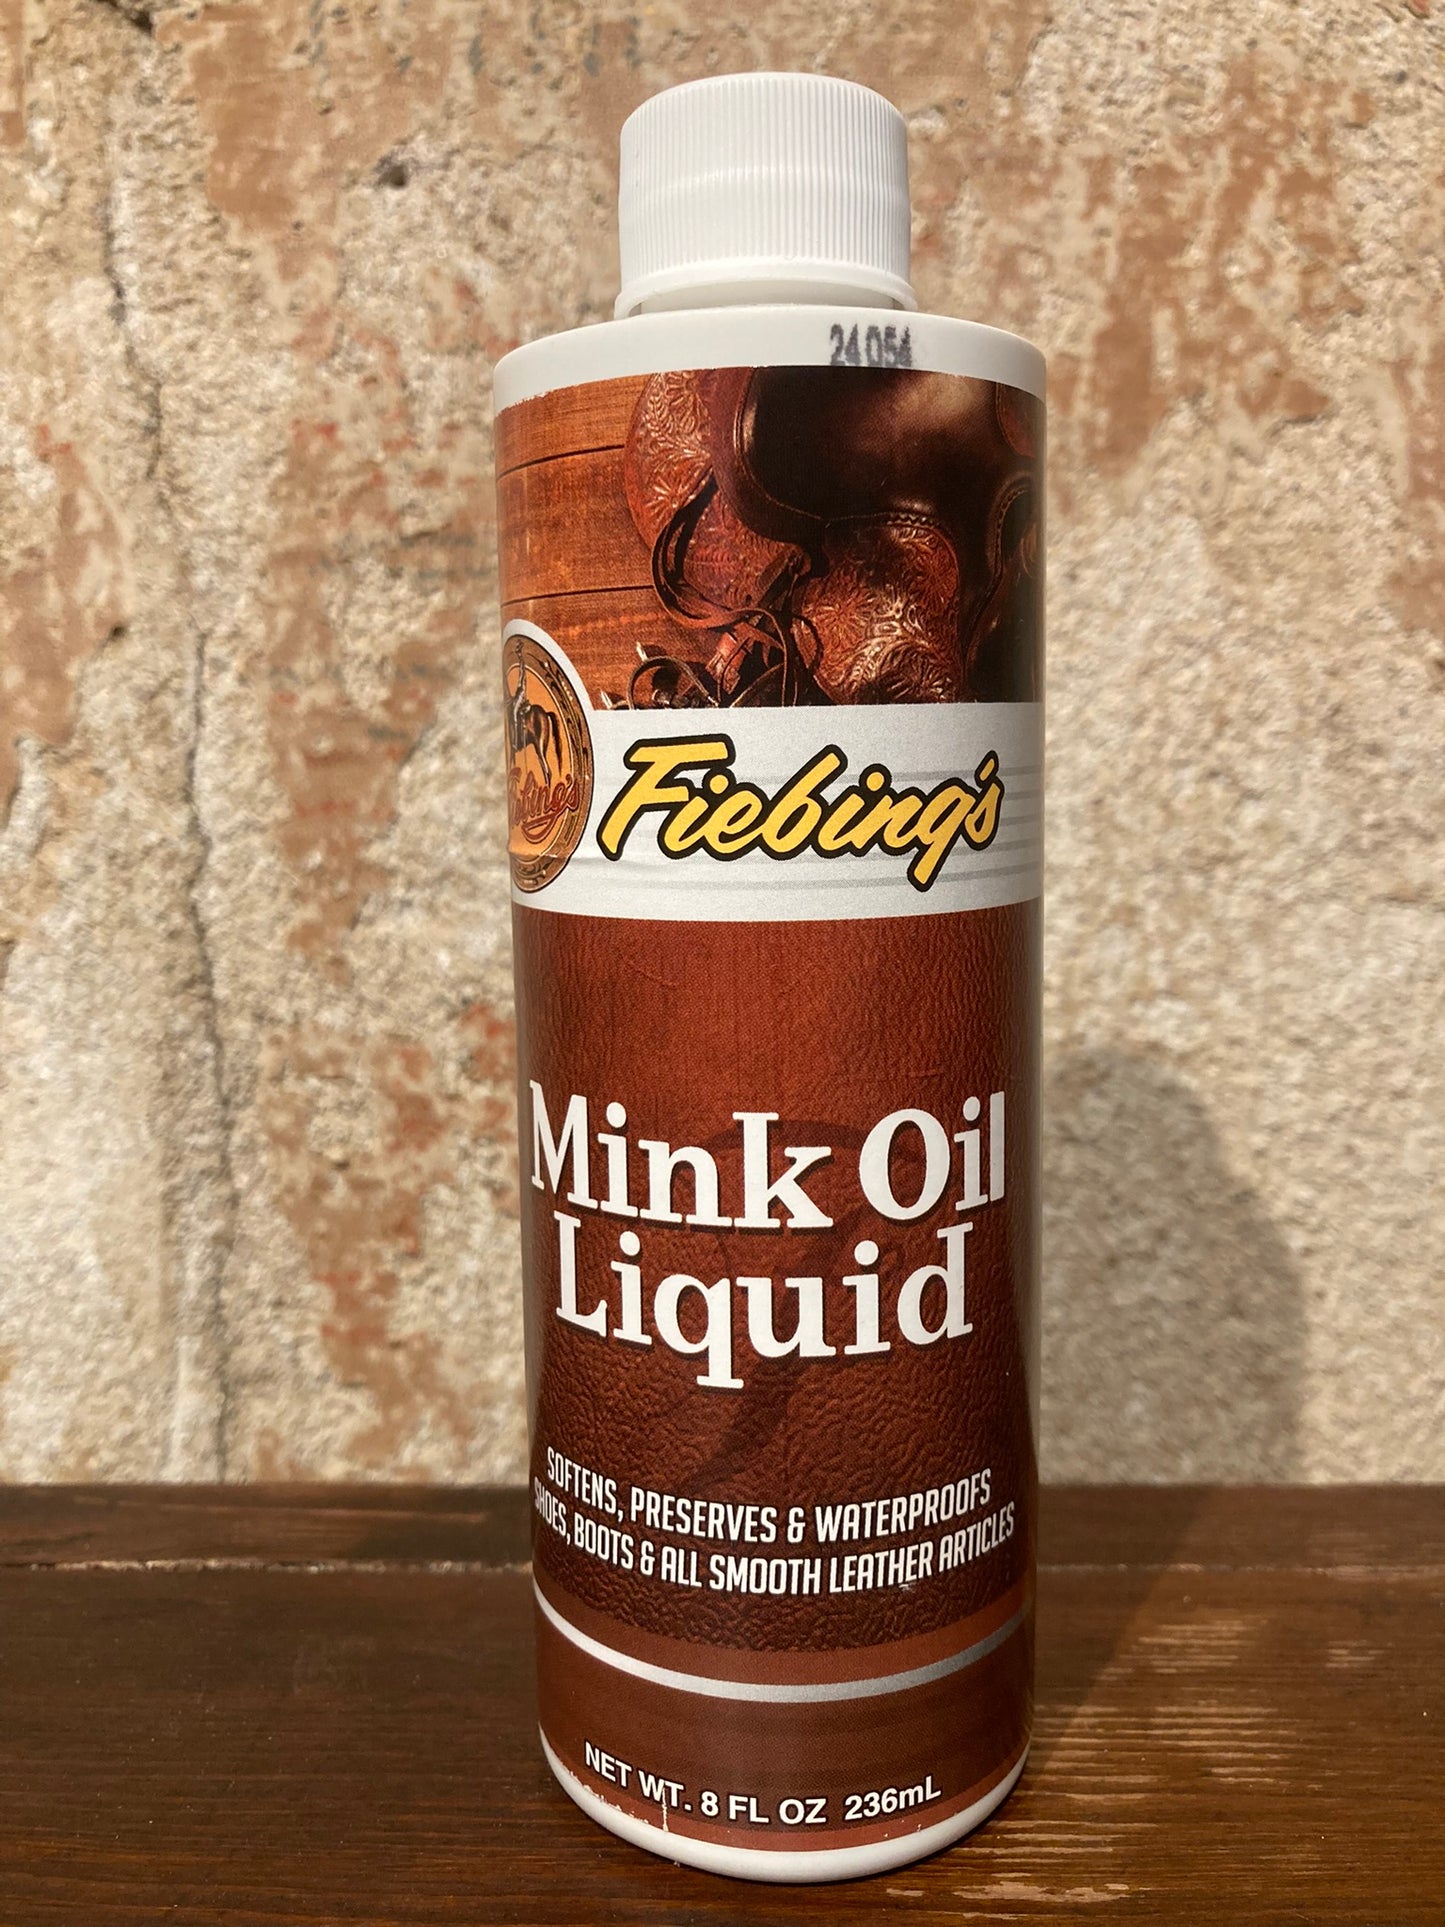 24 054
Fiebing's
Fiebing's
Mink Oil
Liquid
SOFTENS, PRESERVES & WATERPROOFS
SHOES, BOOTS & ALL SMOOTH LEATHER ARTICLES
NET WT. 8 FL OZ 236mL